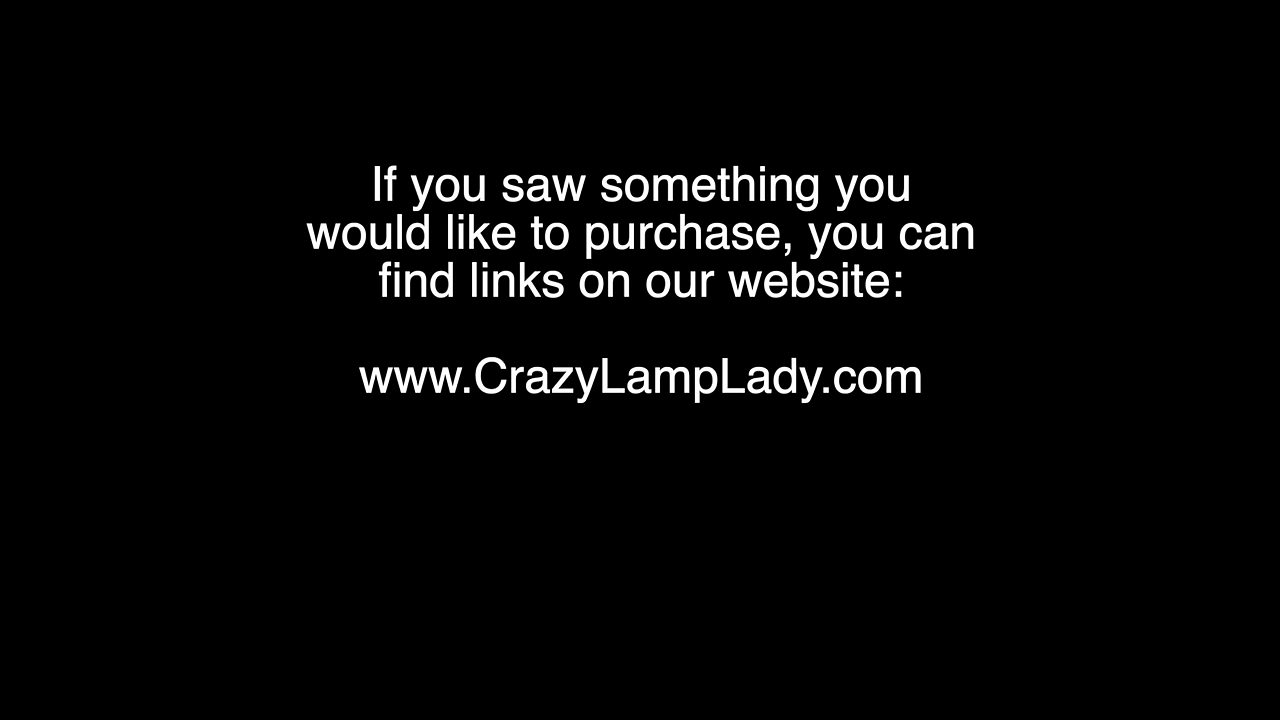 If you saw something you
would like to purchase, you can
find links on our website:
www.CrazyLampLady.com